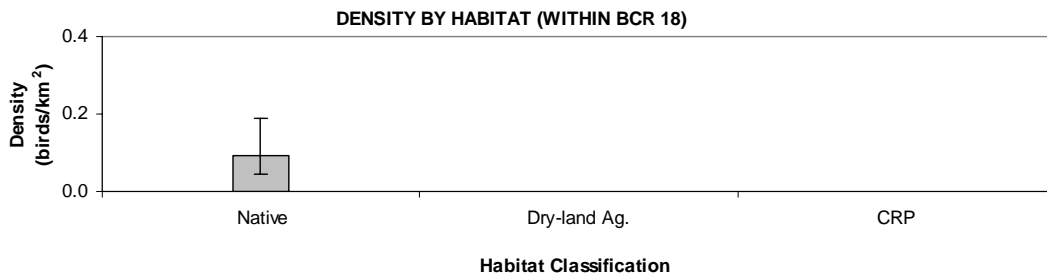 DENSITY BY HABITAT (WITHIN BCR 18)
Density
(birds/km²)
0.4
0.2
0.0
Native Dry-land Ag. CRP
Habitat Classification